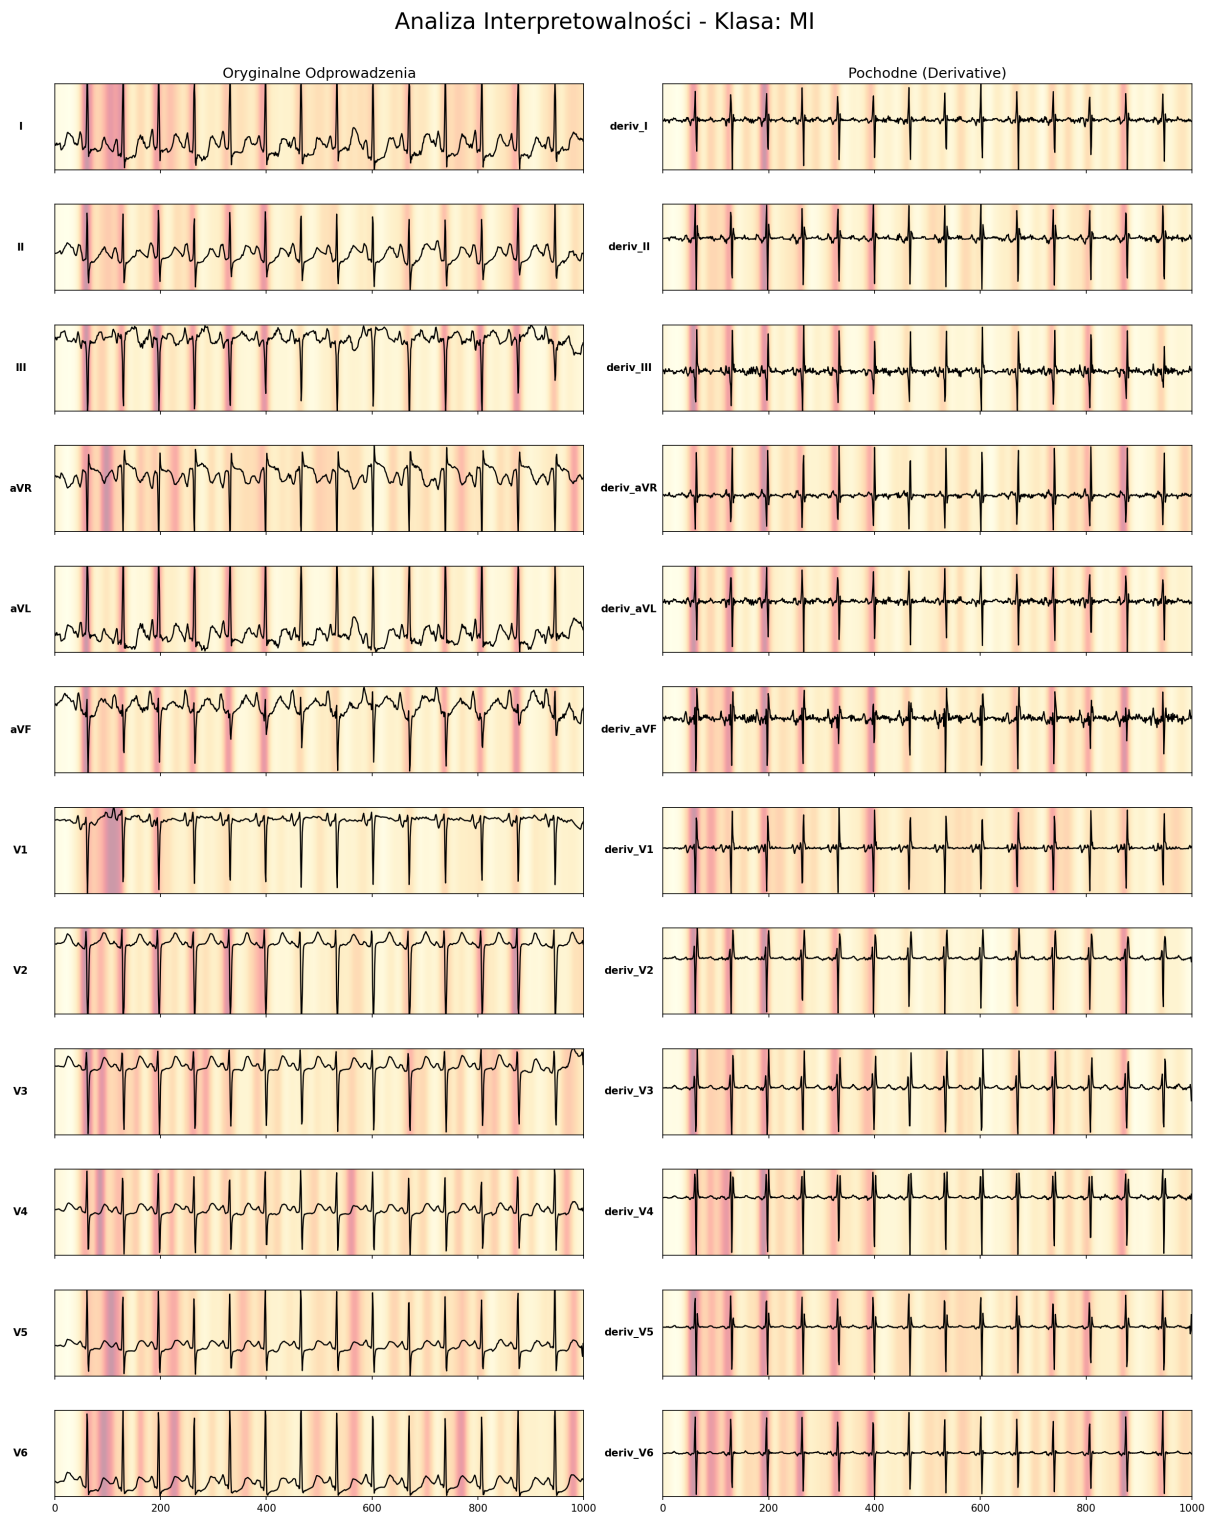 Analiza Interpretowalności - Klasa: MI
Oryginalne Odprowadzenia
Pochodne (Derivative)
I
deriv_I
II
deriv_II
III
deriv_III
aVR
deriv_aVR
aVL
deriv_aVL
aVF
deriv_aVF
V1
deriv_V1
V2
deriv_V2
V3
deriv_V3
V4
deriv_V4
V5
deriv_V5
V6
deriv_V6
0 200 400 600 800 1000
0 200 400 600 800 1000